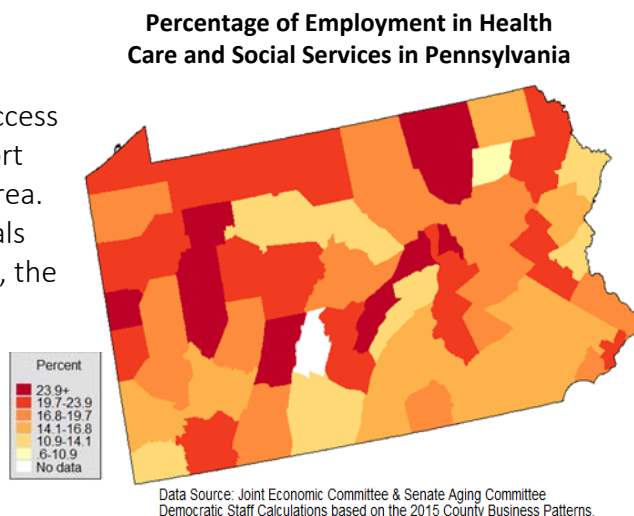 Percentage of Employment in Health
Care and Social Services in Pennsylvania
ccess
ort
rea.
als
, the
Percent
23.9+
19.7-23.9
16.8-19.7
14.1-16.8
10.9-14.1
.6-10.9
No data
Data Source: Joint Economic Committee & Senate Aging Committee
Democratic Staff Calculations based on the 2015 County Business Patterns.